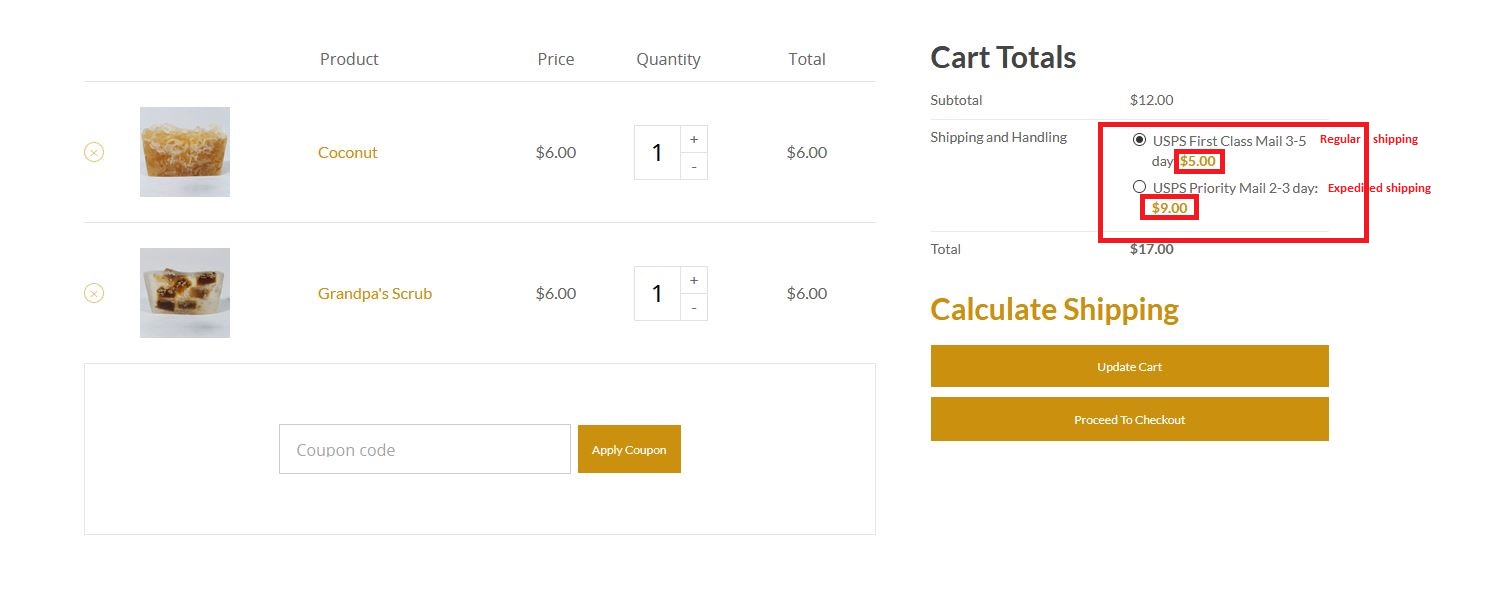 Product Price Quantity Total
Coconut $6.00 1 + - $6.00
Grandpa's Scrub $6.00 1 + - $6.00
Coupon code Apply Coupon
Cart Totals
Subtotal $12.00
Shipping and Handling USPS First Class Mail 3-5 Regular shipping
day $5.00
USPS Priority Mail 2-3 day: Expedited shipping
$9.00
Total $17.00
Calculate Shipping
Update Cart
Proceed To Checkout